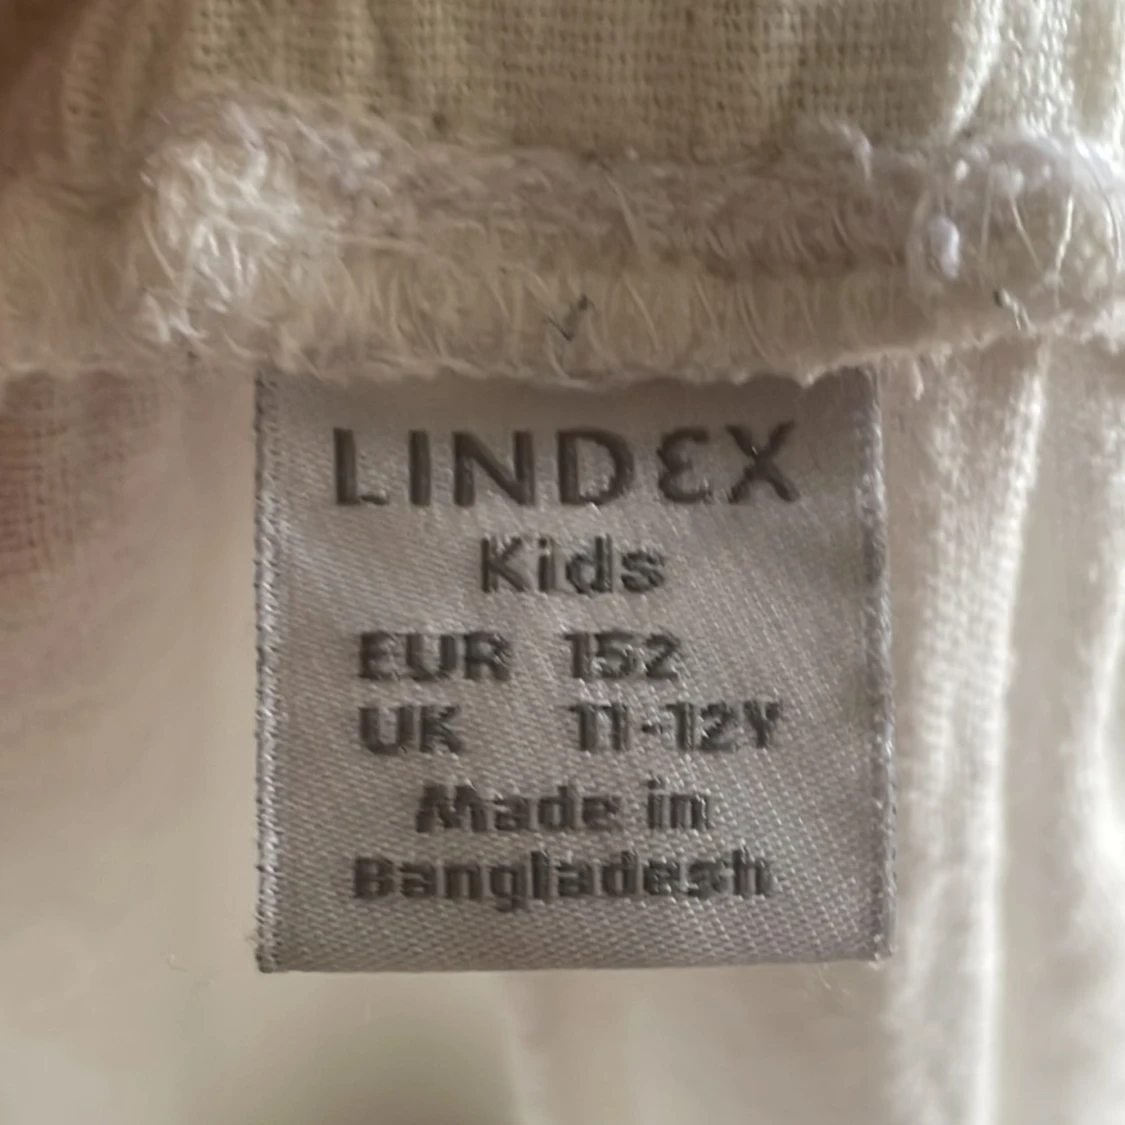 LINDEX
Kids
EUR 152
UK 11-12Y
Made in
Bangladesh